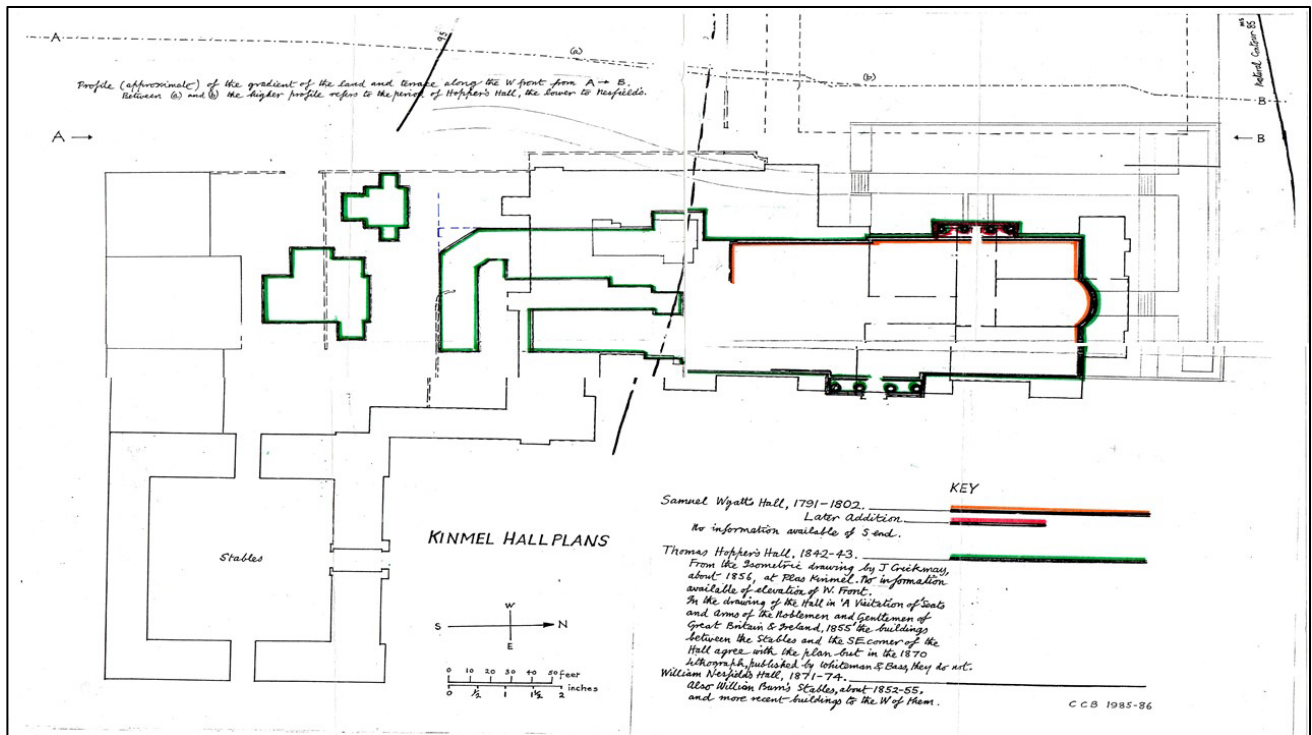 A
(a)
95
Natural Contour 85
Profile (approximate) of the gradient of the land and terrace along the W front from A → B.
Between (a) and (b) the higher profile refers to the period of Hopper's Hall, the lower to Nesfield's.
(b)
B
A →
← B
KEY
Samuel Wyatt's Hall, 1791-1802.
Later Addition
No information available of S end.
Thomas Hopper's Hall, 1842-43.
From the Isometric drawing by J Crickmay,
about 1856, at Plas Kinmel. No information
available of elevation of W. Front.
In the drawing of the Hall in 'A Visitation of Seats
and Arms of the Noblemen and Gentlemen of
Great Britain & Ireland, 1855' the buildings
between the Stables and the SE corner of the
Hall agree with the plan but in the 1870
lithograph, published by Whiteman & Bass, they do not.
William Nesfield's Hall, 1871-74.
Also William Burn's Stables, about 1852-55,
and more recent buildings to the W of them.
KINMEL HALL PLANS
Stables
W
S
N
E
0 10 20 30 40 50 feet
0 ½ 1 1½ 2 inches
C C B 1985-86